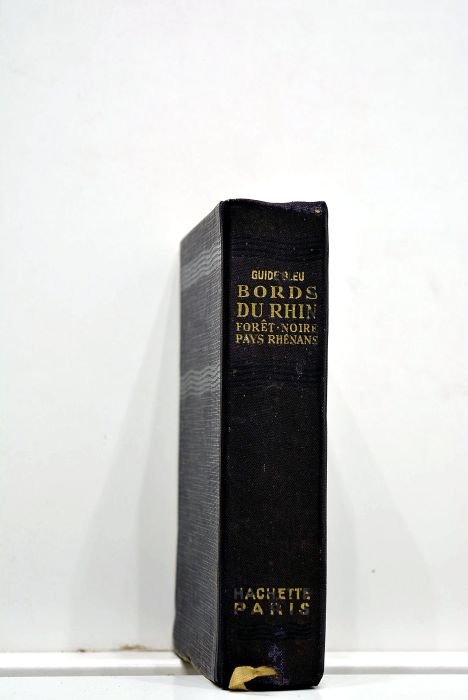 GUIDE BLEU
BORDS
DU RHIN
FORÊT-NOIRE
PAYS RHÉNANS
HACHETTE
PARIS